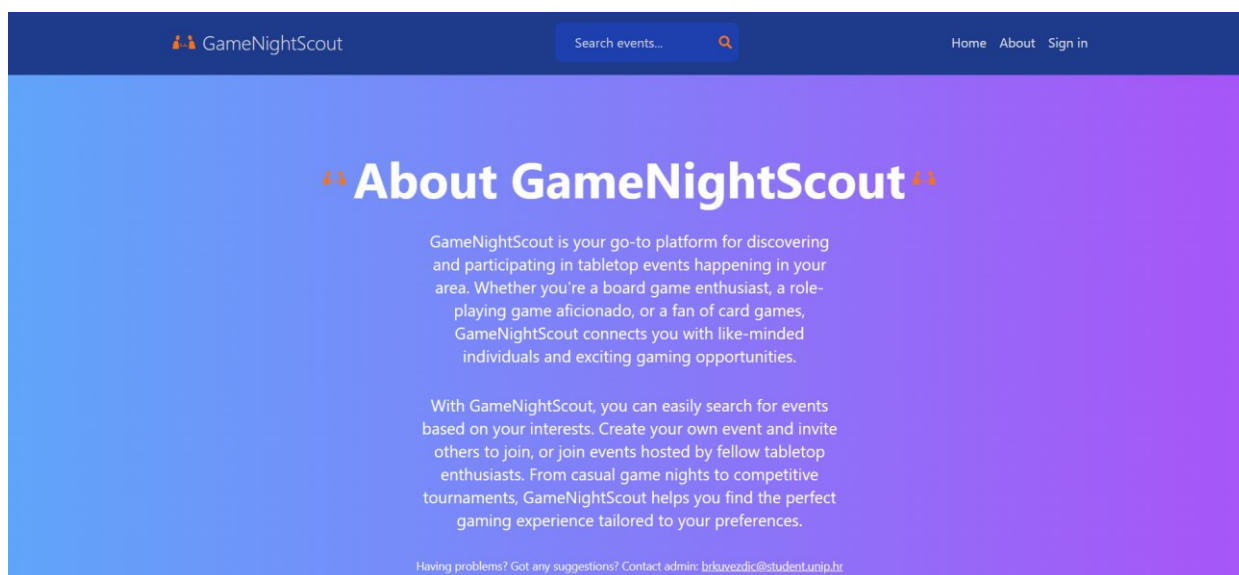 GameNightScout
Search events...
Home About Sign in
About GameNightScout
GameNightScout is your go-to platform for discovering
and participating in tabletop events happening in your
area. Whether you're a board game enthusiast, a role-
playing game aficionado, or a fan of card games,
GameNightScout connects you with like-minded
individuals and exciting gaming opportunities.
With GameNightScout, you can easily search for events
based on your interests. Create your own event and invite
others to join, or join events hosted by fellow tabletop
enthusiasts. From casual game nights to competitive
tournaments, GameNightScout helps you find the perfect
gaming experience tailored to your preferences.
Having problems? Got any suggestions? Contact admin: brkuvezdic@student.unip.hr